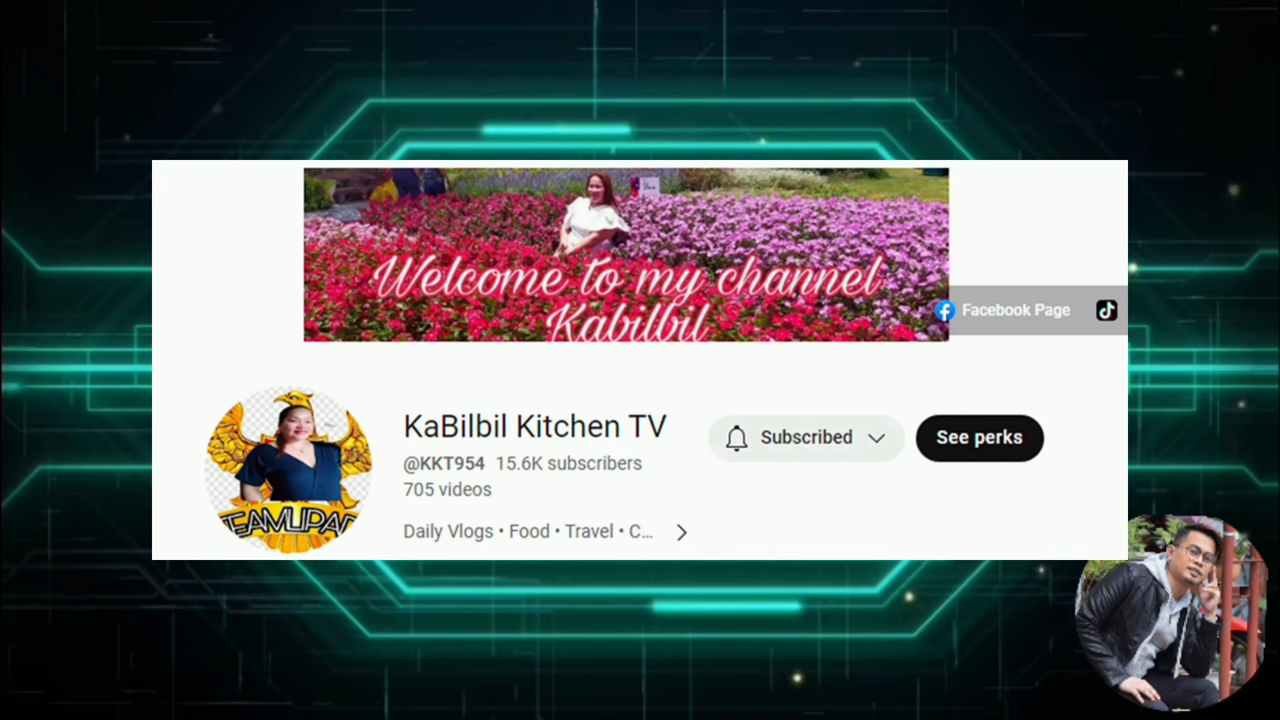 Welcome to my channel
Kabilbil
Facebook Page
KaBilbil Kitchen TV
@KKT954 15.6K subscribers
705 videos
Daily Vlogs • Food • Travel • C...
Subscribed
See perks
TEAMLIPAD